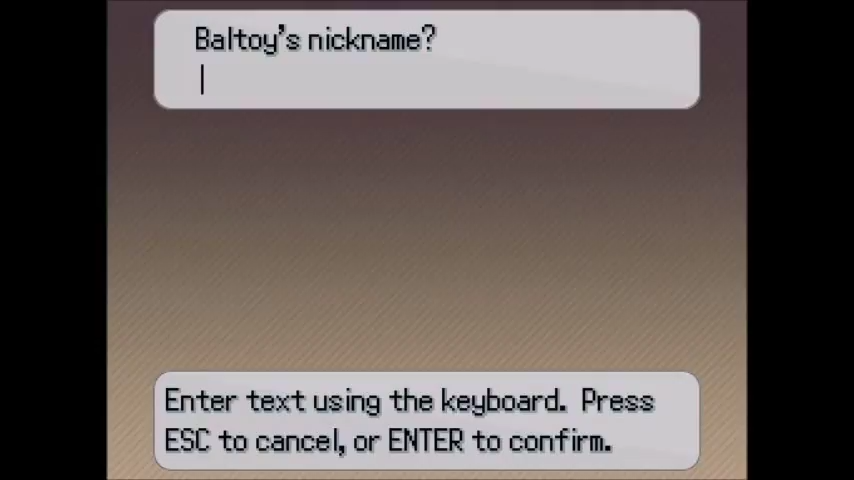 Baltoy's nickname?
Enter text using the keyboard. Press
ESC to cancel, or ENTER to confirm.